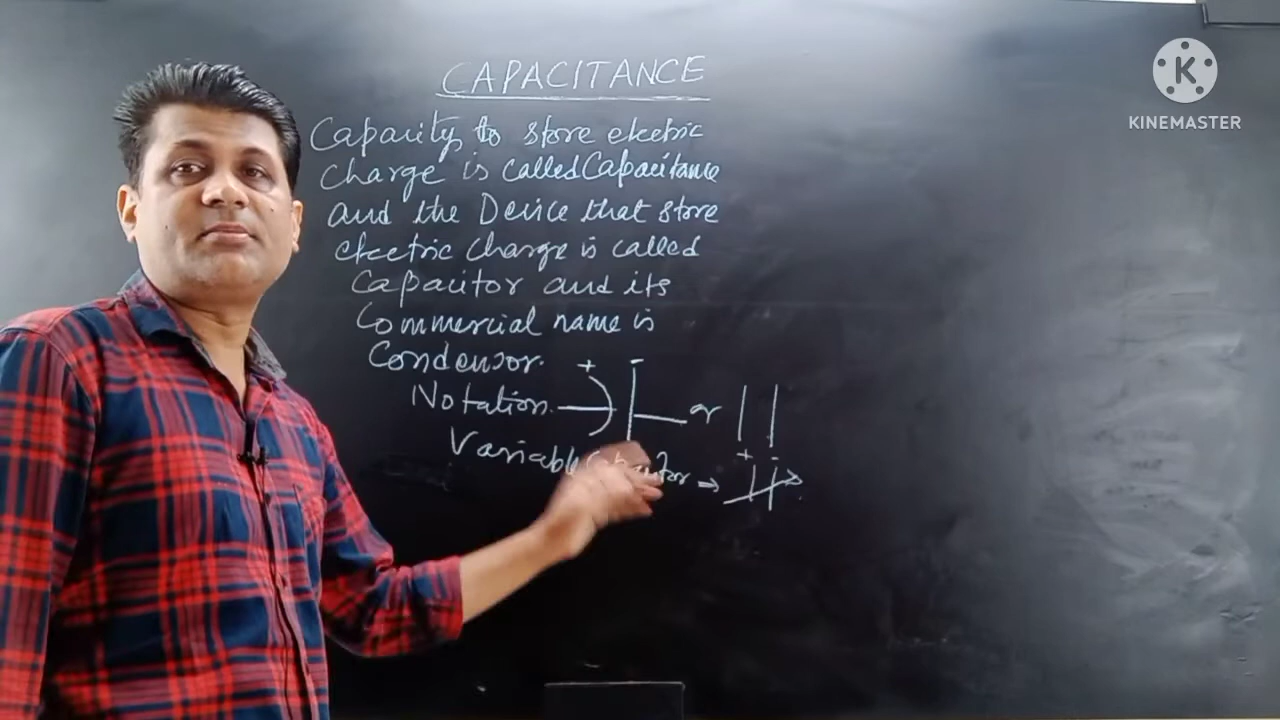 CAPACITANCE
Capacity to store electric
charge is called Capacitance
and the Device that store
electric charge is called
Capacitor and its
Commercial name is
Condensor.
Notation. + - or
Variable → + -
KINEMASTER